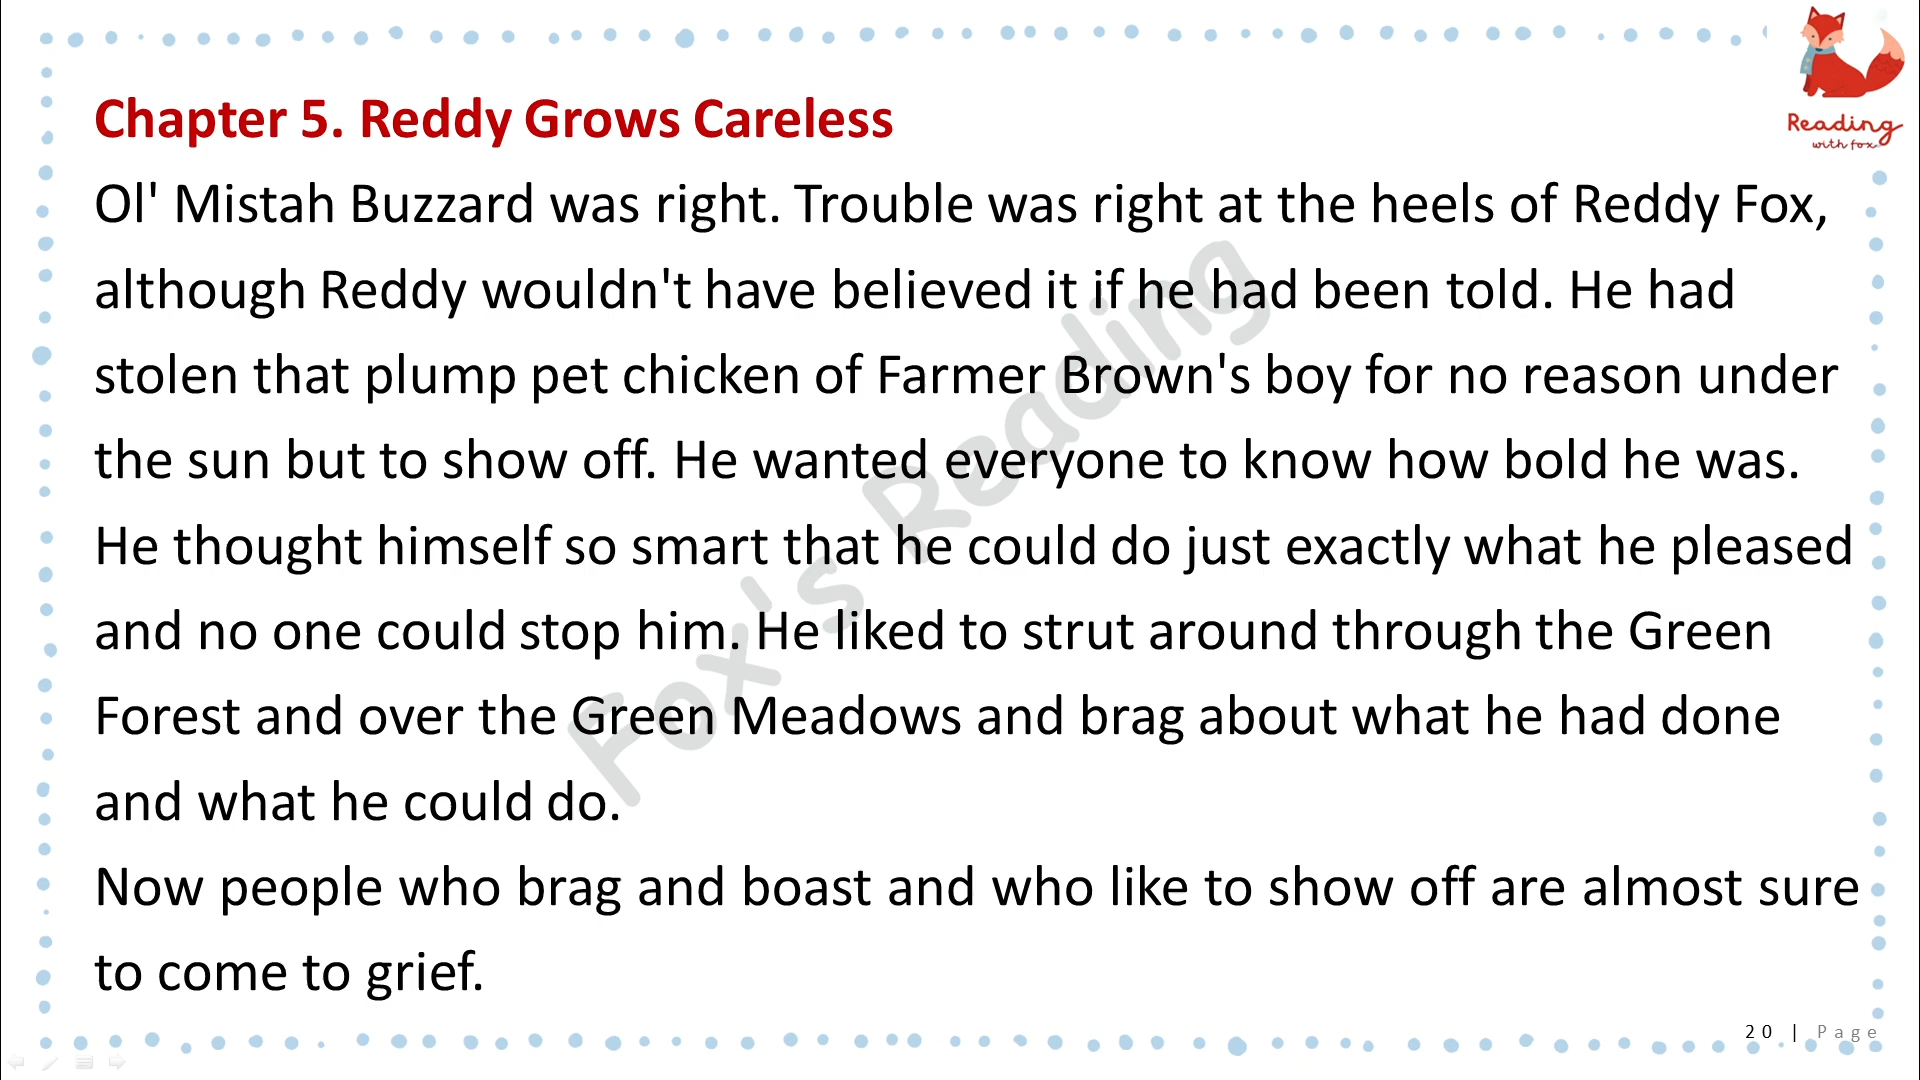 Reading
with fox
Chapter 5. Reddy Grows Careless
Ol' Mistah Buzzard was right. Trouble was right at the heels of Reddy Fox,
although Reddy wouldn't have believed it if he had been told. He had
stolen that plump pet chicken of Farmer Brown's boy for no reason under
the sun but to show off. He wanted everyone to know how bold he was.
He thought himself so smart that he could do just exactly what he pleased
and no one could stop him. He liked to strut around through the Green
Forest and over the Green Meadows and brag about what he had done
and what he could do.
Now people who brag and boast and who like to show off are almost sure
to come to grief.
Fox's Reading
20 | Page